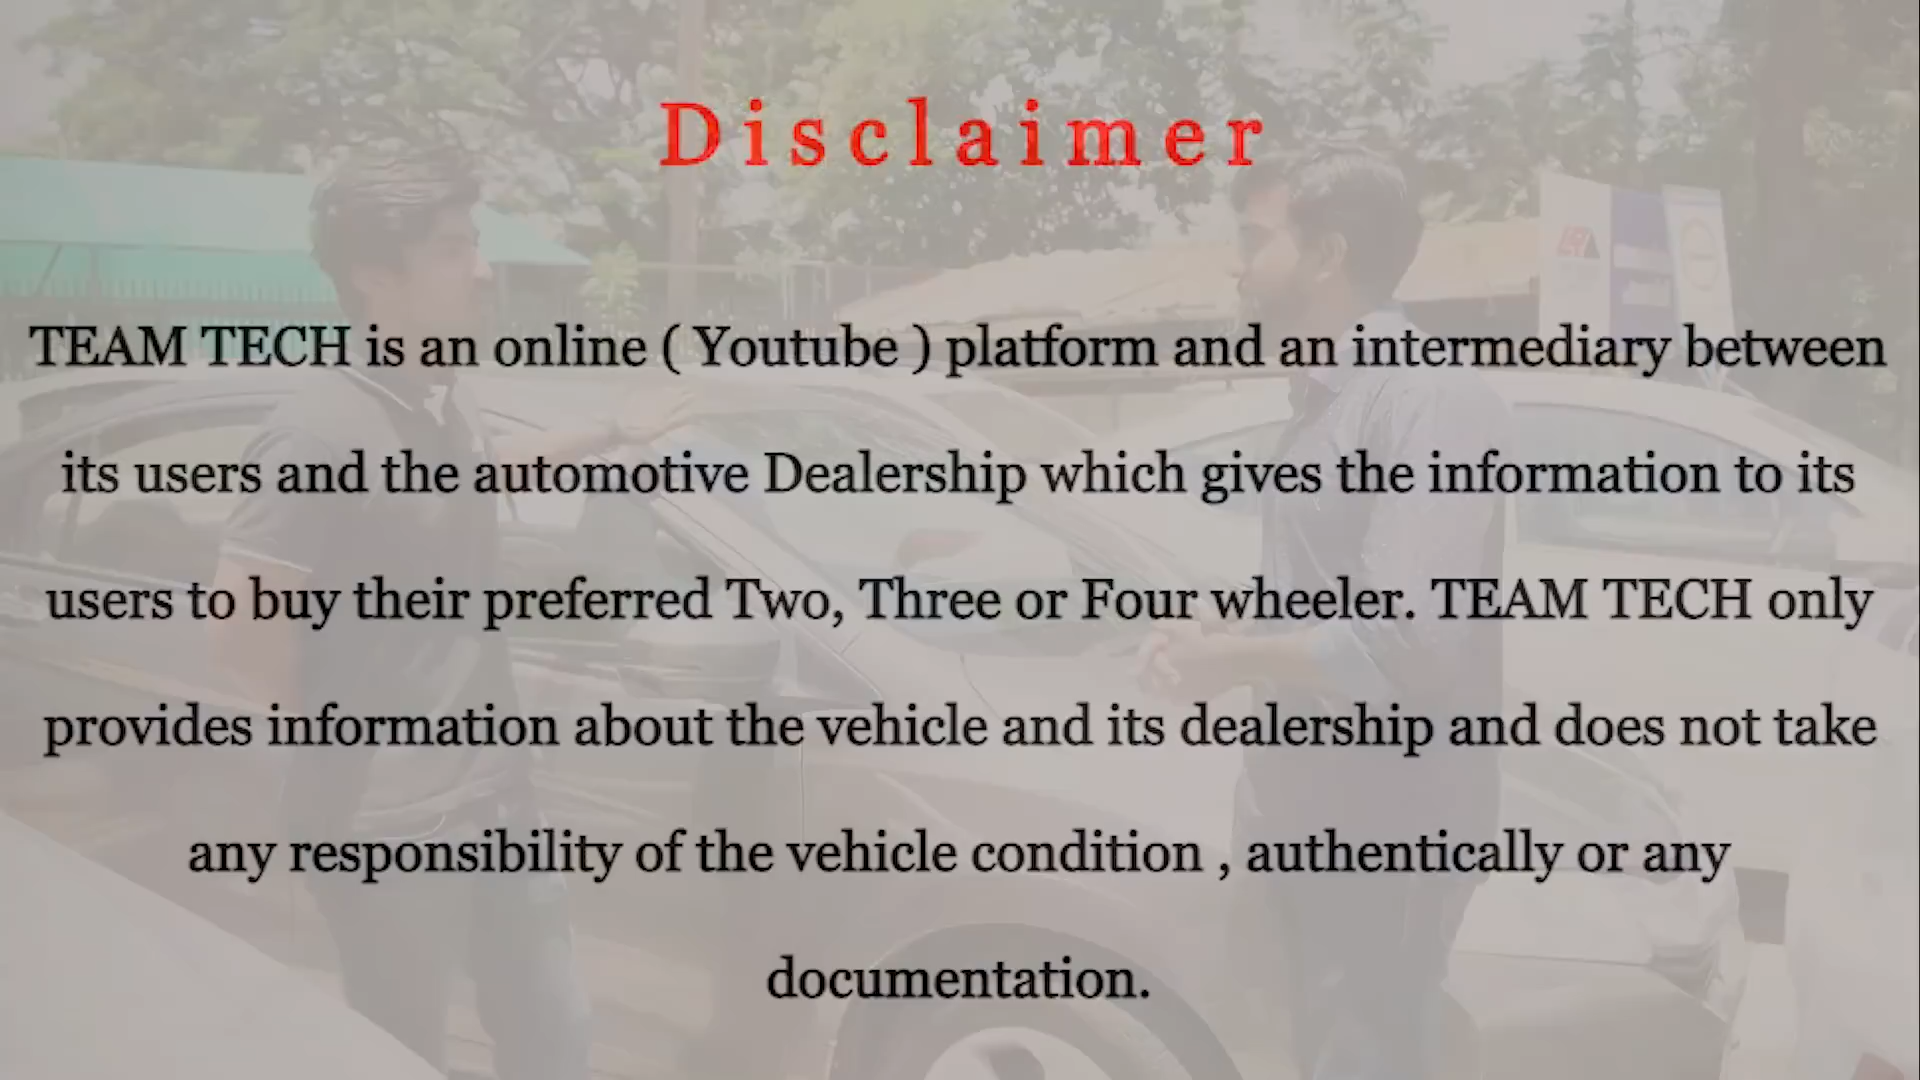 Disclaimer
TEAM TECH is an online ( Youtube ) platform and an intermediary between
its users and the automotive Dealership which gives the information to its
users to buy their preferred Two, Three or Four wheeler. TEAM TECH only
provides information about the vehicle and its dealership and does not take
any responsibility of the vehicle condition , authentically or any
documentation.